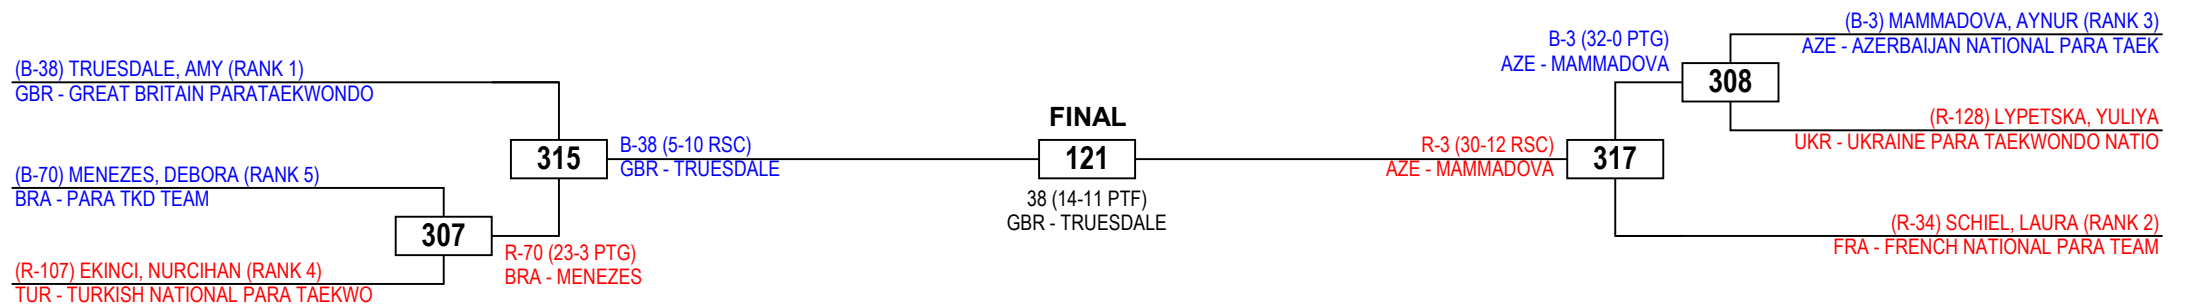 (B-38) TRUESDALE, AMY (RANK 1)
GBR - GREAT BRITAIN PARATAEKWONDO
(B-70) MENEZES, DEBORA (RANK 5)
BRA - PARA TKD TEAM
(R-107) EKINCI, NURCIHAN (RANK 4)
TUR - TURKISH NATIONAL PARA TAEKWO
307
R-70 (23-3 PTG)
BRA - MENEZES
315
B-38 (5-10 RSC)
GBR - TRUESDALE
FINAL
121
38 (14-11 PTF)
GBR - TRUESDALE
R-3 (30-12 RSC)
AZE - MAMMADOVA
317
B-3 (32-0 PTG)
AZE - MAMMADOVA
308
(B-3) MAMMADOVA, AYNUR (RANK 3)
AZE - AZERBAIJAN NATIONAL PARA TAEK
(R-128) LYPETSKA, YULIYA
UKR - UKRAINE PARA TAEKWONDO NATIO
(R-34) SCHIEL, LAURA (RANK 2)
FRA - FRENCH NATIONAL PARA TEAM